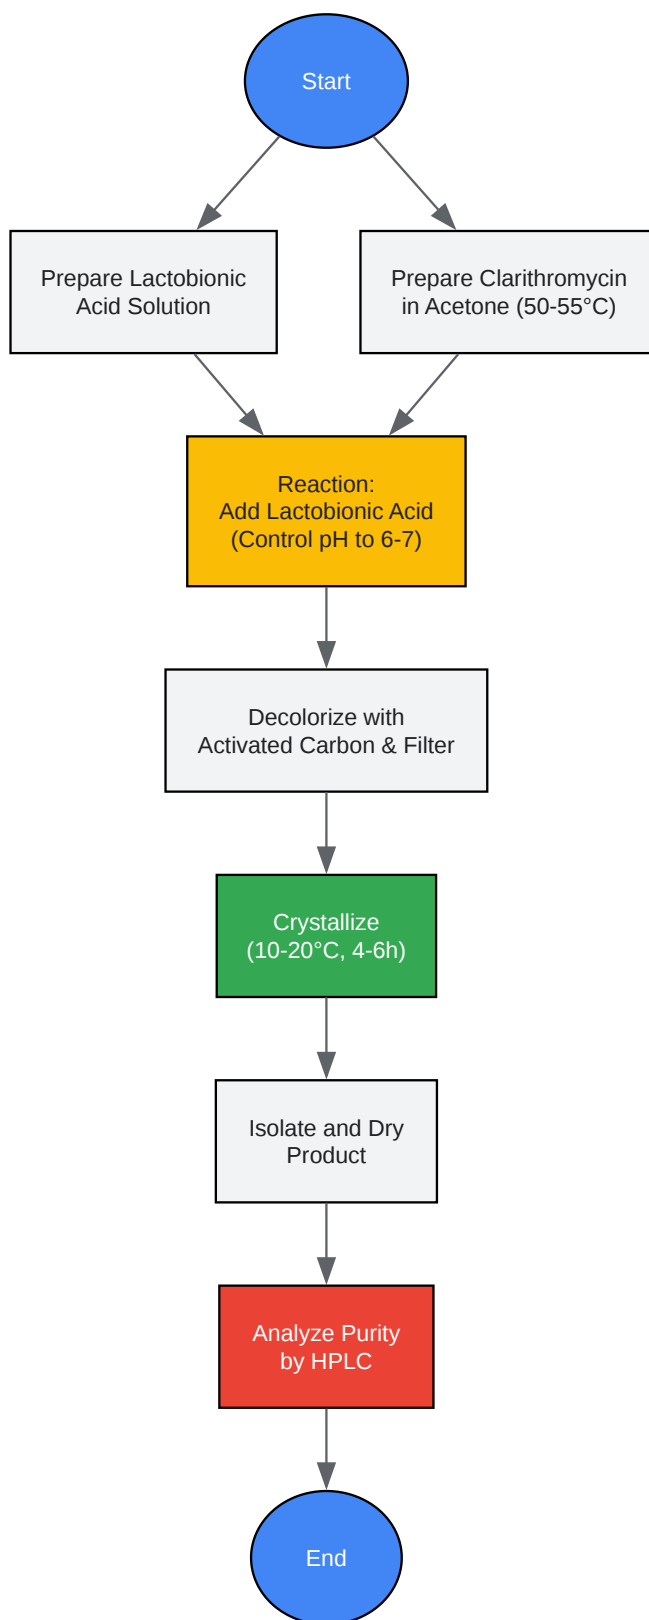 Start
Prepare Lactobionic
Acid Solution
Prepare Clarithromycin
in Acetone (50-55°C)
Reaction:
Add Lactobionic Acid
(Control pH to 6-7)
Decolorize with
Activated Carbon & Filter
Crystallize
(10-20°C, 4-6h)
Isolate and Dry
Product
Analyze Purity
by HPLC
End